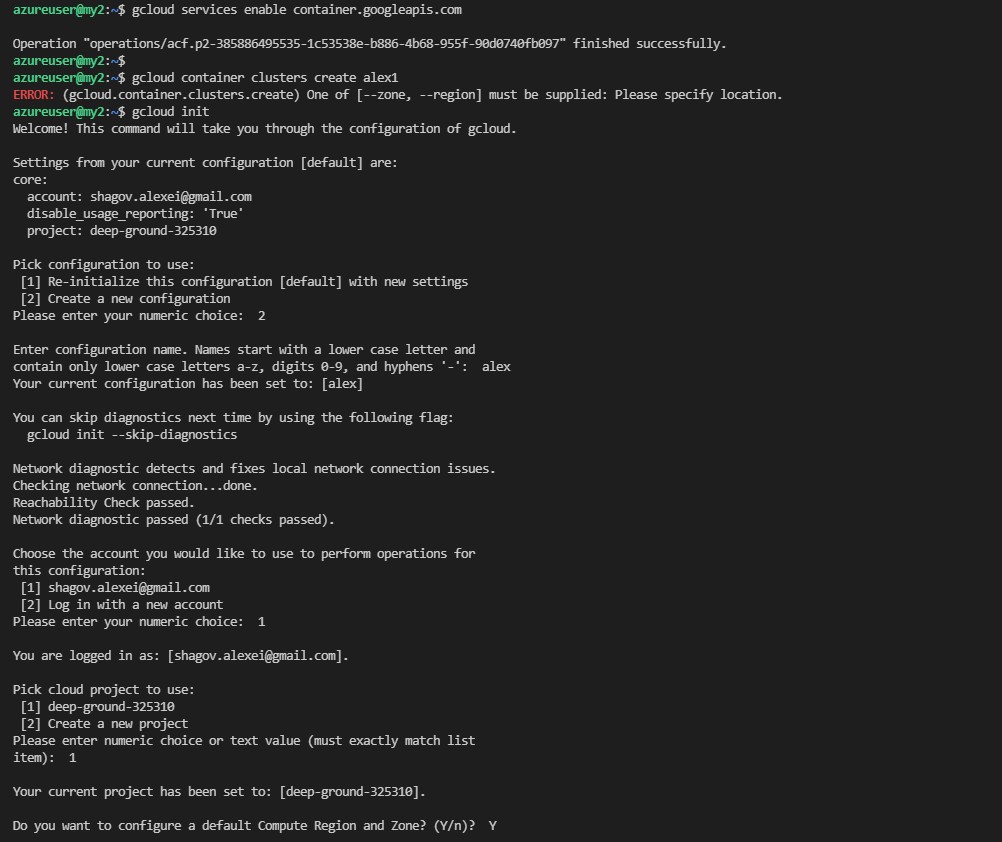 azureuser@my2:~$ gcloud services enable container.googleapis.com
Operation "operations/acf.p2-385886495535-1c53538e-b886-4b68-955f-90d0740fb097" finished successfully.
azureuser@my2:~$
azureuser@my2:~$ gcloud container clusters create alex1
ERROR: (gcloud.container.clusters.create) One of [--zone, --region] must be supplied: Please specify location.
azureuser@my2:~$ gcloud init
Welcome! This command will take you through the configuration of gcloud.
Settings from your current configuration [default] are:
core:
  account: shagov.alexei@gmail.com
  disable_usage_reporting: 'True'
  project: deep-ground-325310
Pick configuration to use:
 [1] Re-initialize this configuration [default] with new settings
 [2] Create a new configuration
Please enter your numeric choice:  2
Enter configuration name. Names start with a lower case letter and
contain only lower case letters a-z, digits 0-9, and hyphens '-':  alex
Your current configuration has been set to: [alex]
You can skip diagnostics next time by using the following flag:
  gcloud init --skip-diagnostics
Network diagnostic detects and fixes local network connection issues.
Checking network connection...done.
Reachability Check passed.
Network diagnostic passed (1/1 checks passed).
Choose the account you would like to use to perform operations for
this configuration:
 [1] shagov.alexei@gmail.com
 [2] Log in with a new account
Please enter your numeric choice:  1
You are logged in as: [shagov.alexei@gmail.com].
Pick cloud project to use:
 [1] deep-ground-325310
 [2] Create a new project
Please enter numeric choice or text value (must exactly match list
item):  1
Your current project has been set to: [deep-ground-325310].
Do you want to configure a default Compute Region and Zone? (Y/n)?  Y